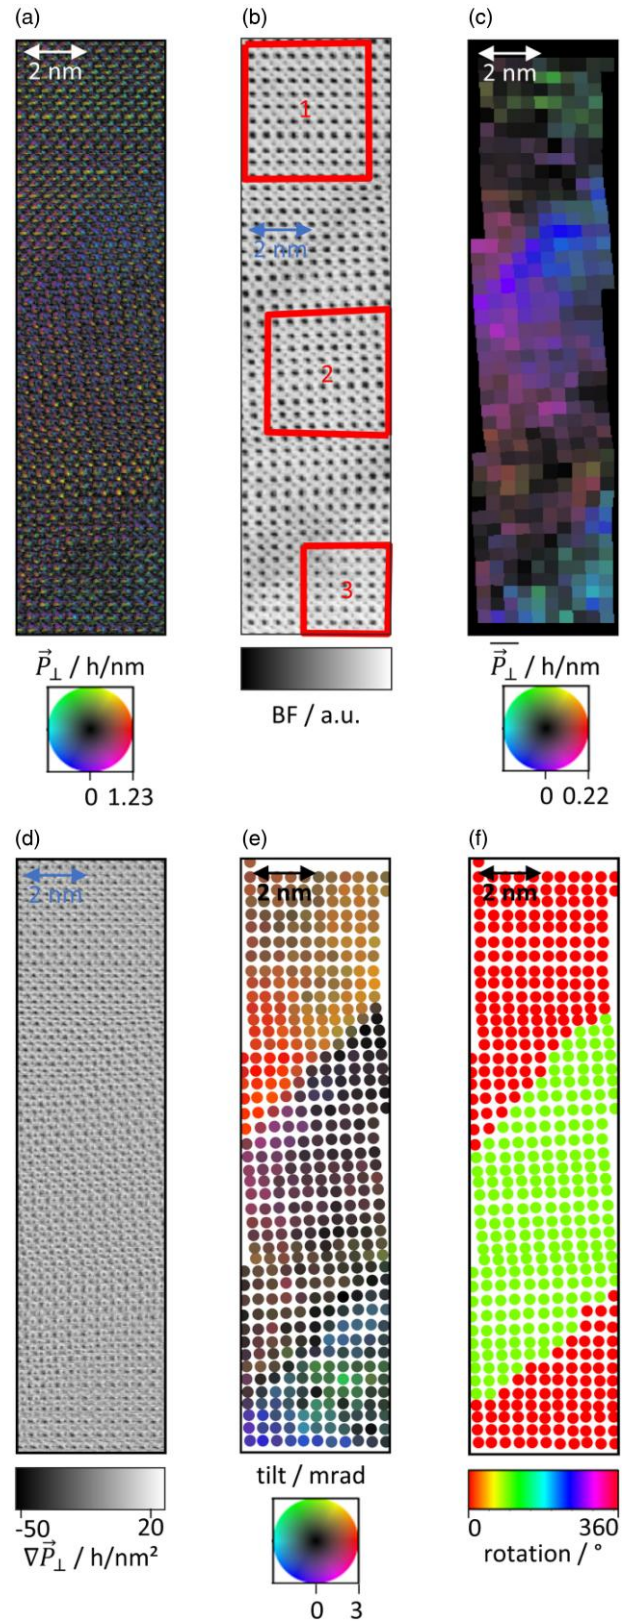 (a) (b) (c)
2 nm 2 nm
1
2 nm
2
3
P⃗⊥ / h/nm
BF / a.u.
P⃗⊥ / h/nm
0 1.23
0 0.22
(d) (e) (f)
2 nm 2 nm 2 nm
-50 20
∇P⃗⊥ / h/nm²
tilt / mrad
0 3
0 360
rotation / °